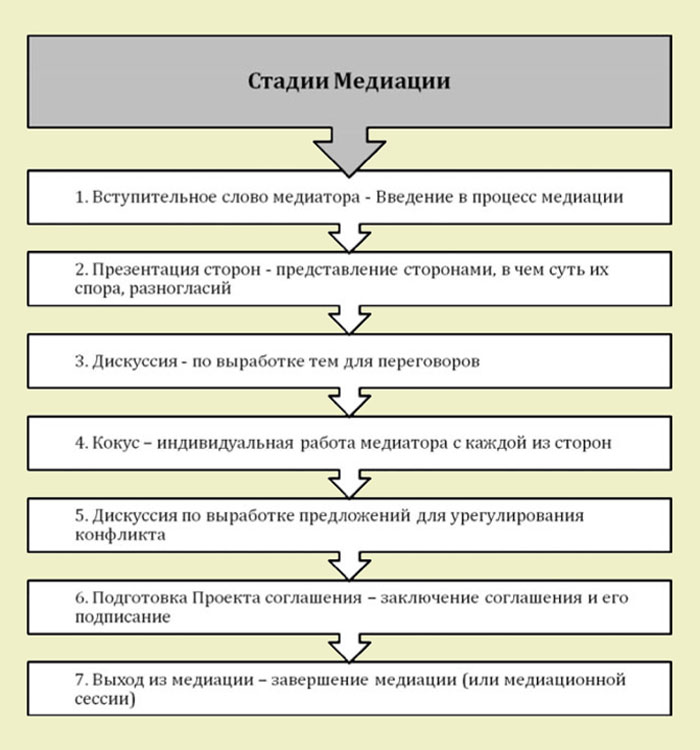 Стадии Медиации
1. Вступительное слово медиатора - Введение в процесс медиации
2. Презентация сторон - представление сторонами, в чем суть их
спора, разногласий
3. Дискуссия - по выработке тем для переговоров
4. Кокус – индивидуальная работа медиатора с каждой из сторон
5. Дискуссия по выработке предложений для урегулирования
конфликта
6. Подготовка Проекта соглашения – заключение соглашения и его
подписание
7. Выход из медиации – завершение медиации (или медиационной
сессии)